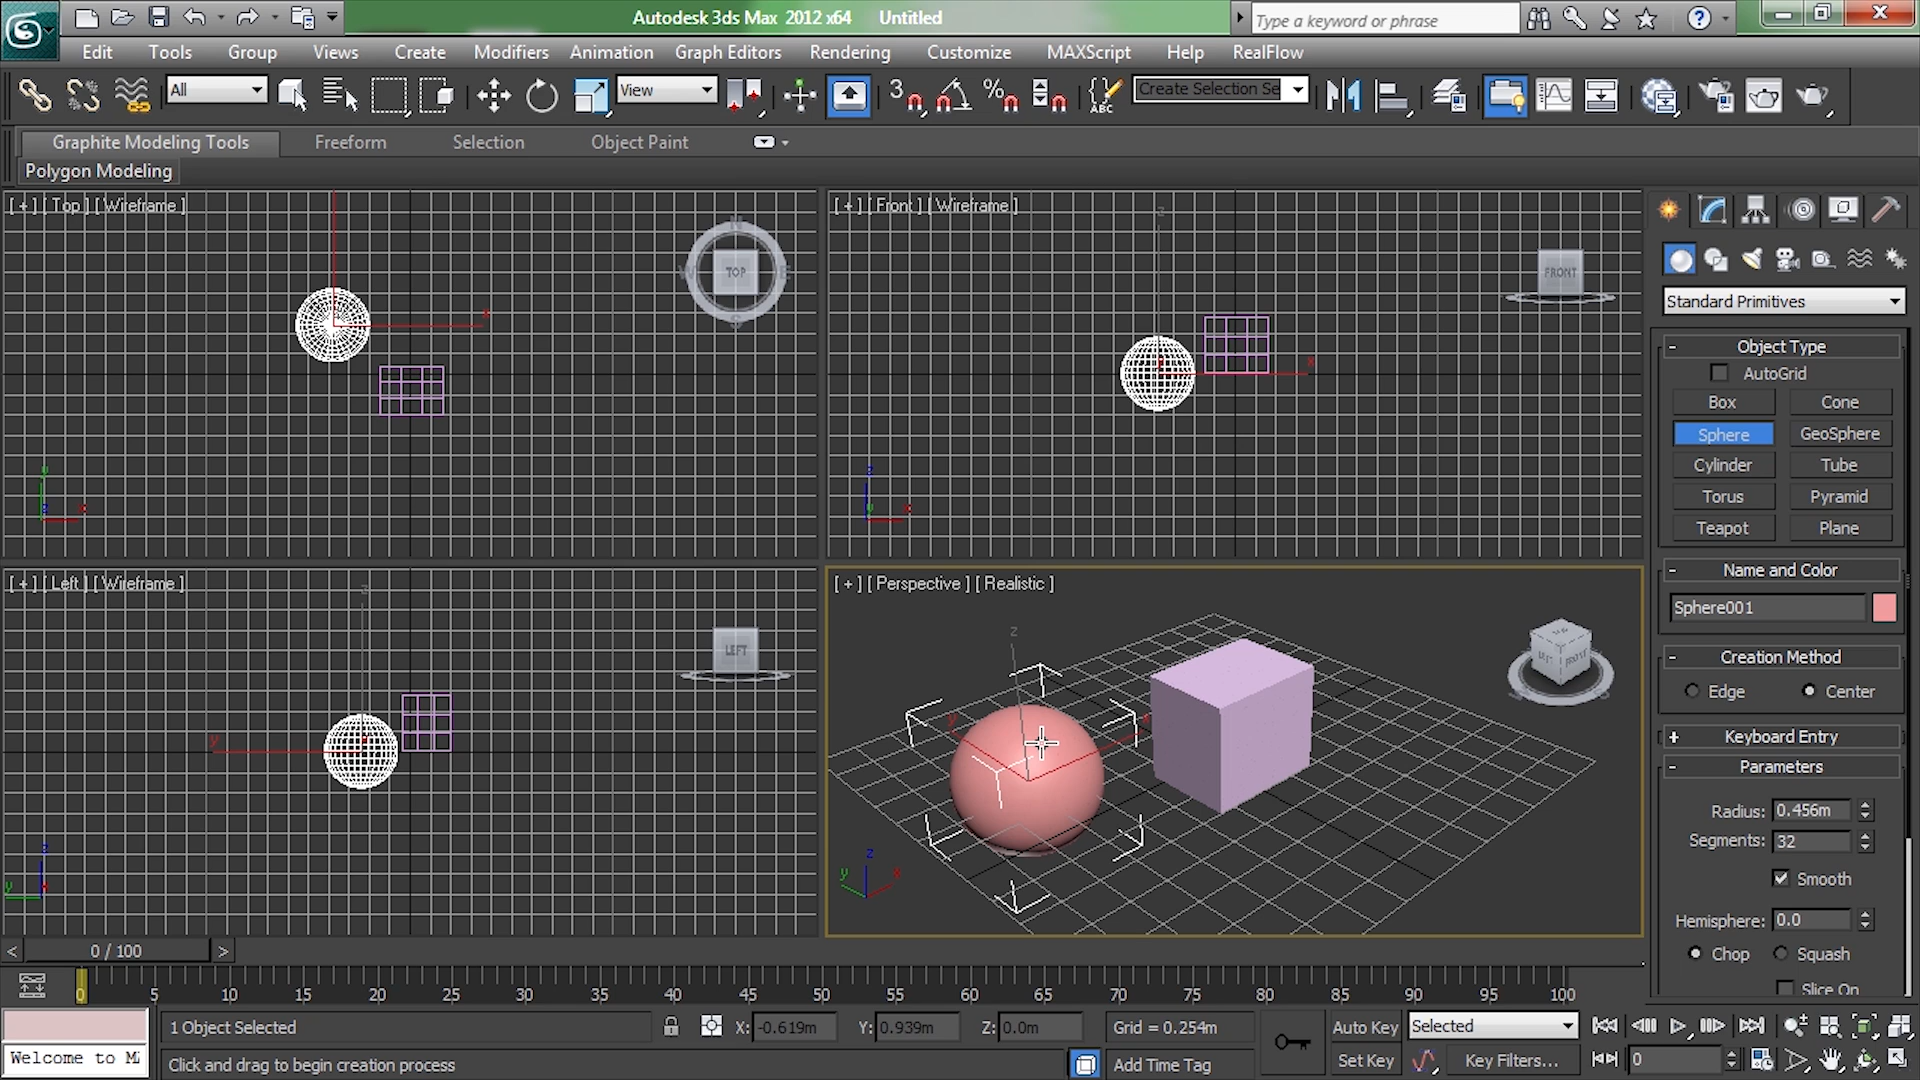 Autodesk 3ds Max 2012 x64 Untitled
Type a keyword or phrase
Edit Tools Group Views Create Modifiers Animation Graph Editors Rendering Customize MAXScript Help RealFlow
All
View
3
%
ABC
Create Selection Se
Graphite Modeling Tools Freeform Selection Object Paint
Polygon Modeling
[ + ] [ Top ] [ Wireframe ]
TOP
N
S
x
y
x
[ + ] [ Front ] [ Wireframe ]
FRONT
z
x
z
x
Standard Primitives
- Object Type
AutoGrid
Box Cone
Sphere GeoSphere
Cylinder Tube
Torus Pyramid
Teapot Plane
- Name and Color
Sphere001
- Creation Method
Edge Center
+ Keyboard Entry
- Parameters
Radius: 0.456m
Segments: 32
Smooth
Hemisphere: 0.0
Chop Squash
Slice On
[ + ] [ Left ] [ Wireframe ]
LEFT
z
y
z
y
[ + ] [ Perspective ] [ Realistic ]
z
y
x
z
y
x
< 0 / 100 >
0 5 10 15 20 25 30 35 40 45 50 55 60 65 70 75 80 85 90 95 100
1 Object Selected
X: -0.619m Y: 0.939m Z: 0.0m
Grid = 0.254m
Auto Key Selected
Welcome to M
Click and drag to begin creation process
Add Time Tag
Set Key Key Filters...
0